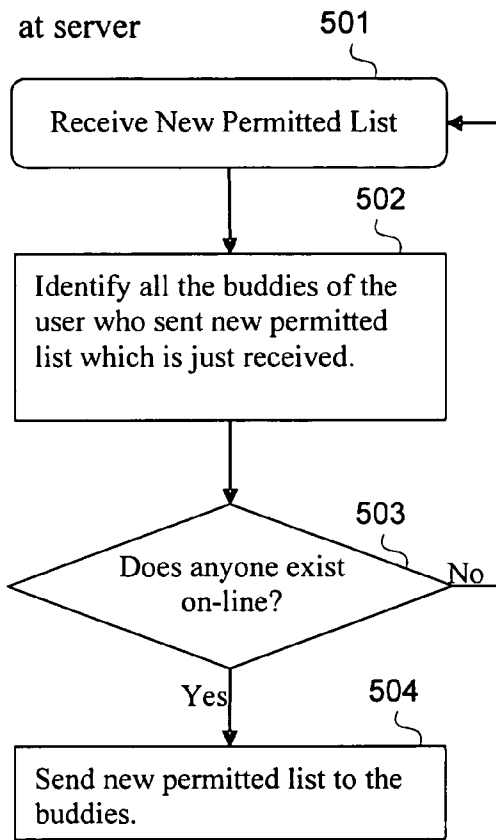 at server
501
Receive New Permitted List
502
Identify all the buddies of the
user who sent new permitted
list which is just received.
503
Does anyone exist
on-line?
No
Yes
504
Send new permitted list to the
buddies.